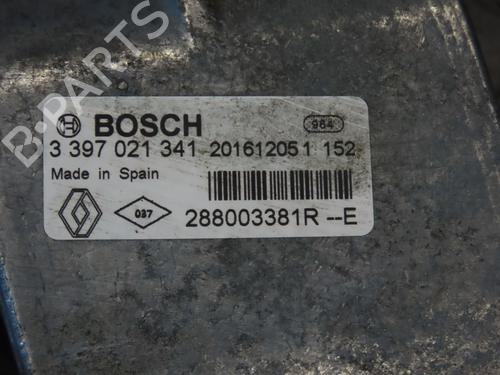 B-PARTS
BOSCH
984
3 397 021 341 201612051 152
Made in Spain
037
288003381R --E